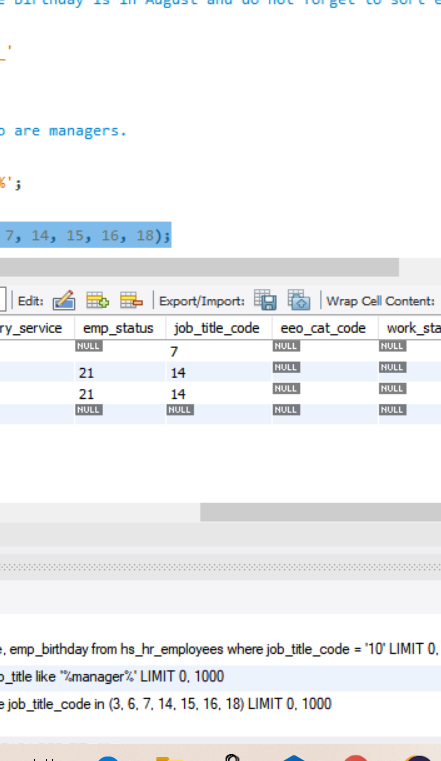 is in August and do not forget to sort
_'
o are managers.
%';
7, 14, 15, 16, 18);
Edit: Export/Import: Wrap Cell Content:
ry_service emp_status job_title_code eeo_cat_code work_sta
NULL 7 NULL NULL
21 14 NULL NULL
21 14 NULL NULL
NULL NULL NULL NULL
e, emp_birthday from hs_hr_employees where job_title_code = '10' LIMIT 0,
o_title like '%manager%' LIMIT 0, 1000
e job_title_code in (3, 6, 7, 14, 15, 16, 18) LIMIT 0, 1000